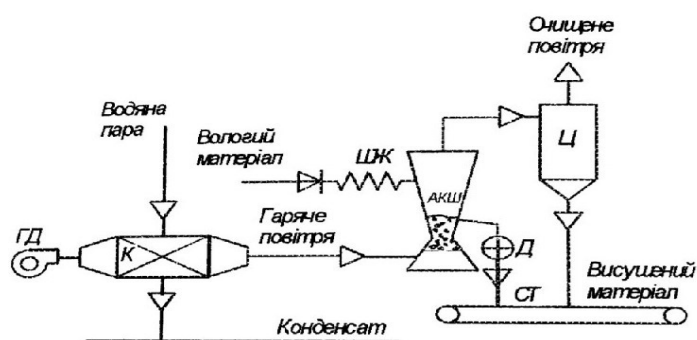 Очищене
повітря
Водяна
пара
Вологий
матеріал
ШЖ
Ц
АКШ
ГД
К
Гаряче
повітря
Д
Висушений
матеріал
СТ
Конденсат